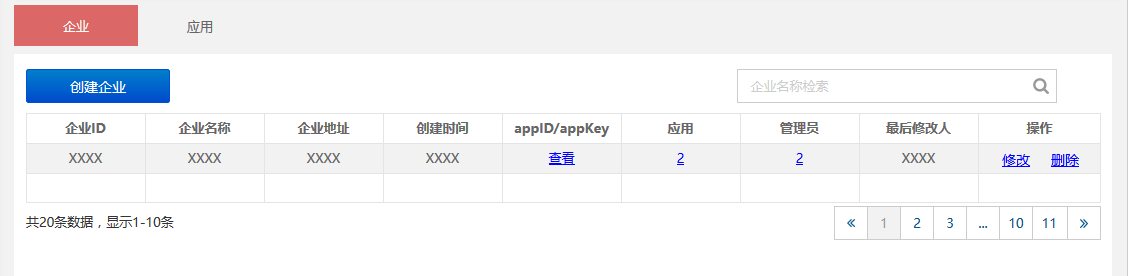 企业 应用
创建企业 企业名称检索
企业ID 企业名称 企业地址 创建时间 appID/appKey 应用 管理员 最后修改人 操作
XXXX XXXX XXXX XXXX 查看 2 2 XXXX 修改 删除
共20条数据，显示1-10条 « 1 2 3 ... 10 11 »